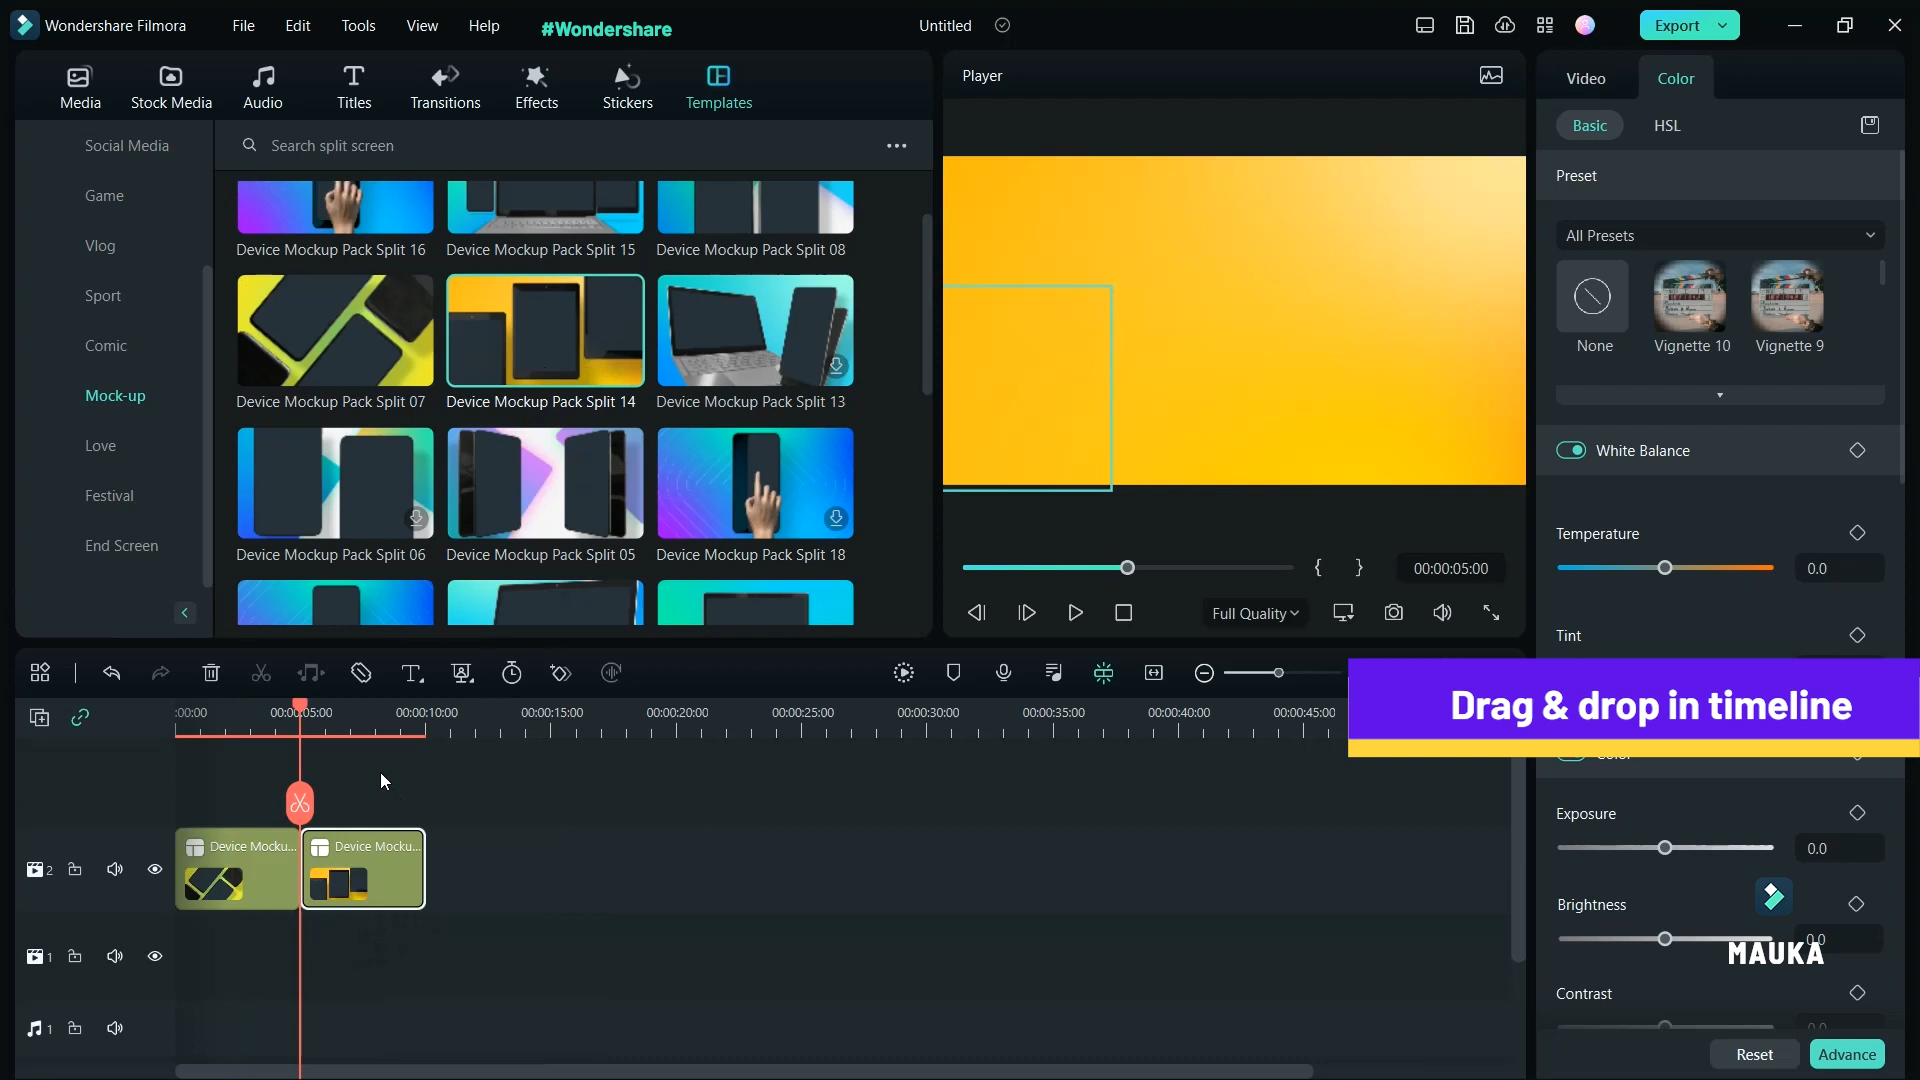 Wondershare Filmora File Edit Tools View Help #Wondershare Untitled Export
Media Stock Media Audio Titles Transitions Effects Stickers Templates
Player
Video Color
Basic HSL
Social Media
Game
Vlog
Sport
Comic
Mock-up
Love
Festival
End Screen
Search split screen
Device Mockup Pack Split 16 Device Mockup Pack Split 15 Device Mockup Pack Split 08
Device Mockup Pack Split 07 Device Mockup Pack Split 14 Device Mockup Pack Split 13
Device Mockup Pack Split 06 Device Mockup Pack Split 05 Device Mockup Pack Split 18
{ } 00:00:05:00
Full Quality
Preset
All Presets
None Vignette 10 Vignette 9
White Balance
Temperature
0.0
Tint
Drag & drop in timeline
Color
Exposure
0.0
Brightness
0.0
MAUKA
Contrast
0.0
Reset Advance
:00:00 00:00:05:00 00:00:10:00 00:00:15:00 00:00:20:00 00:00:25:00 00:00:30:00 00:00:35:00 00:00:40:00 00:00:45:00
Device Mocku... Device Mocku...
2
1
1